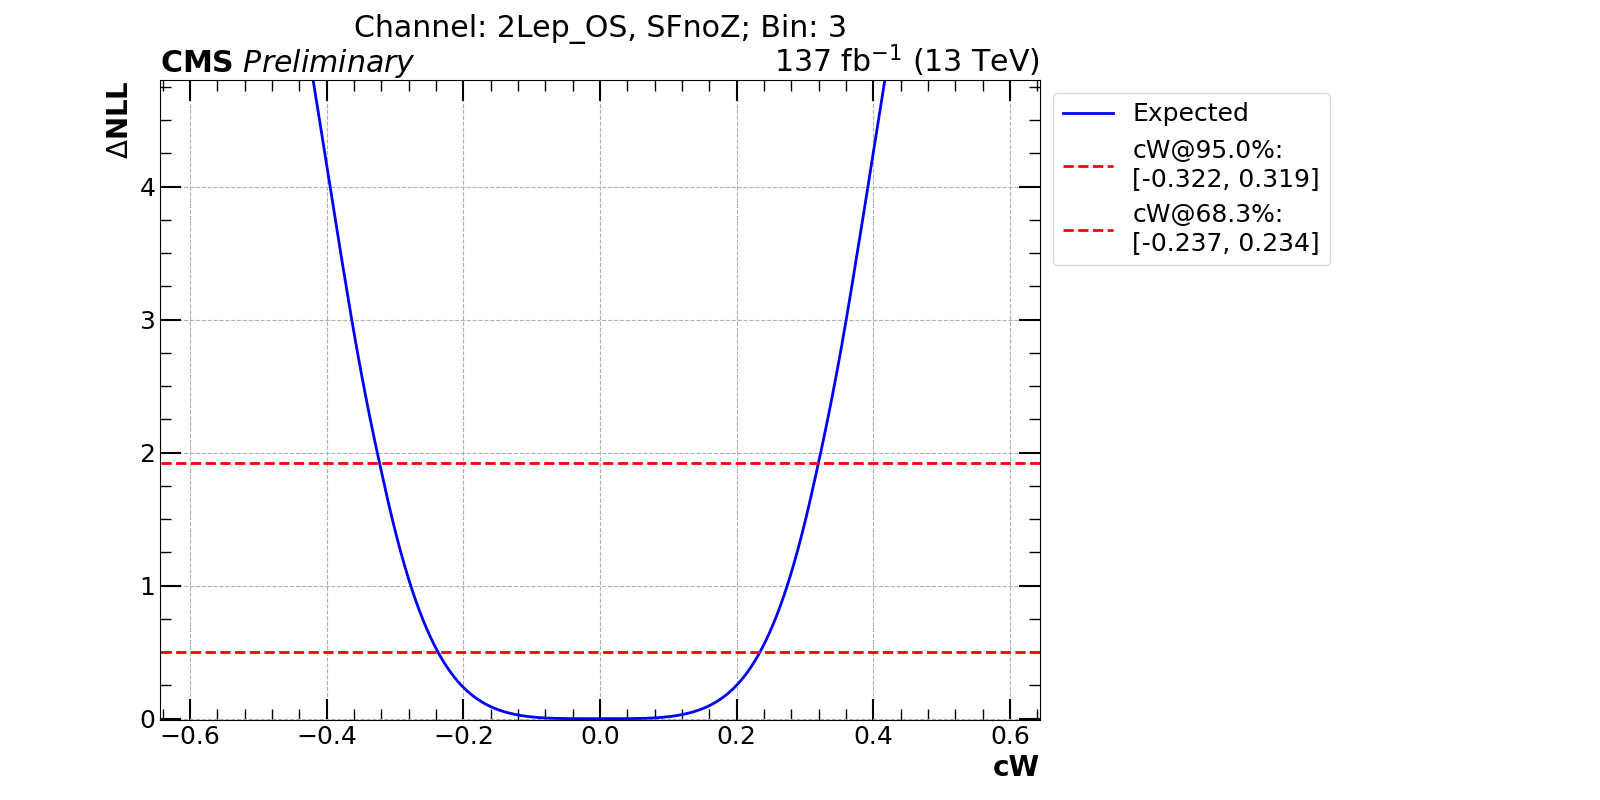 Channel: 2Lep_OS, SFnoZ; Bin: 3
CMS Preliminary 137 fb⁻¹ (13 TeV)
ΔNLL
4
3
2
1
0
−0.6 −0.4 −0.2 0.0 0.2 0.4 0.6
cW
Expected
cW@95.0%:
[-0.322, 0.319]
cW@68.3%:
[-0.237, 0.234]